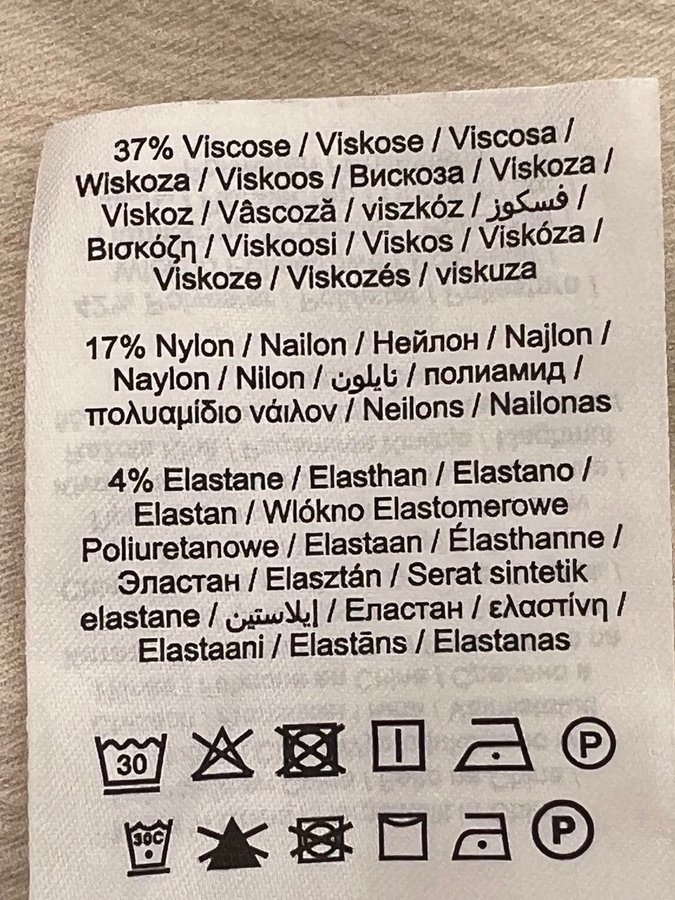 37% Viscose / Viskose / Viscosa /
Wiskoza / Viskoos / Вискоза / Viskoza /
Viskoz / Vâscoză / viszkóz / فسكوز /
Βισκόζη / Viskoosi / Viskos / Viskóza /
Viskoze / Viskozés / viskuza
17% Nylon / Nailon / Нейлон / Najlon /
Naylon / Nilon / نايلون / полиамид /
πολυαμίδιο νάιλον / Neilons / Nailonas
4% Elastane / Elasthan / Elastano /
Elastan / Wlókno Elastomerowe
Poliuretanowe / Elastaan / Élasthanne /
Эластан / Elasztán / Serat sintetik
elastane / إيلاستين / Еластан / ελαστίνη /
Elastaani / Elastāns / Elastanas
30 P
30C P